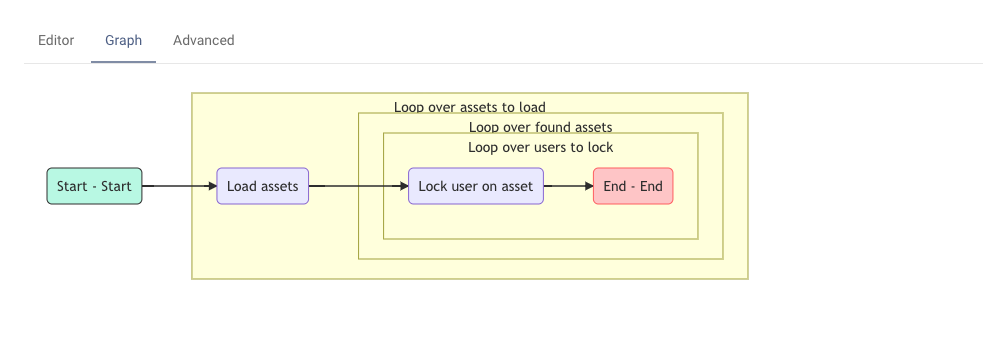 Editor
Graph
Advanced
Loop over assets to load
Loop over found assets
Loop over users to lock
Start - Start
Load assets
Lock user on asset
End - End